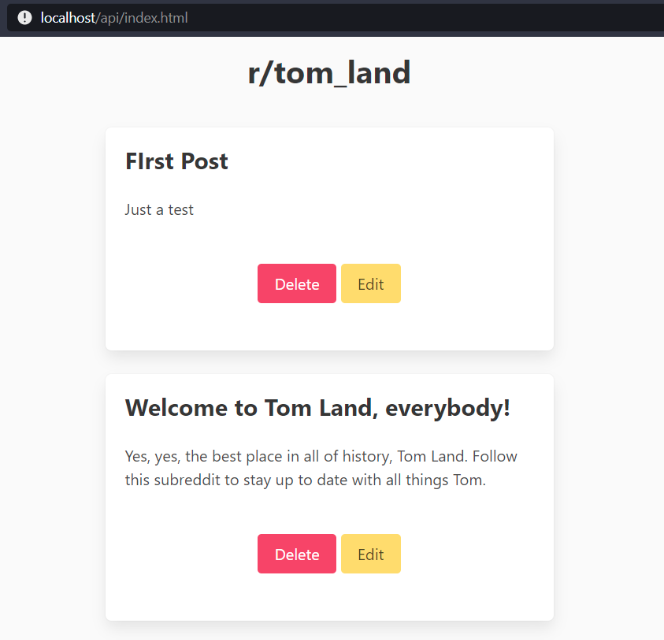 localhost/api/index.html
r/tom_land
FIrst Post
Just a test
Delete Edit
Welcome to Tom Land, everybody!
Yes, yes, the best place in all of history, Tom Land. Follow
this subreddit to stay up to date with all things Tom.
Delete Edit